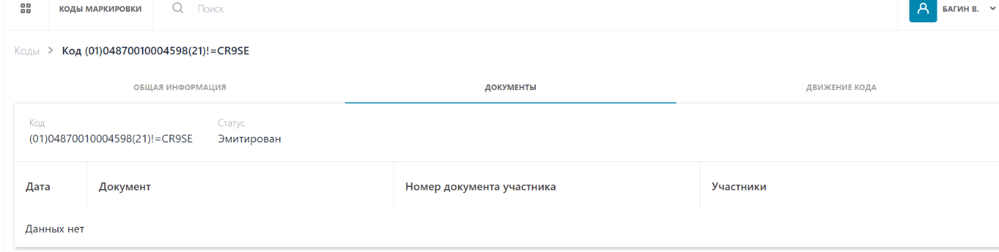 КОДЫ МАРКИРОВКИ Поиск БАГИН В.
Коды > Код (01)04870010004598(21)!=CR9SE
ОБЩАЯ ИНФОРМАЦИЯ ДОКУМЕНТЫ ДВИЖЕНИЕ КОДА
Код Статус
(01)04870010004598(21)!=CR9SE Эмитирован
Дата Документ Номер документа участника Участники
Данных нет